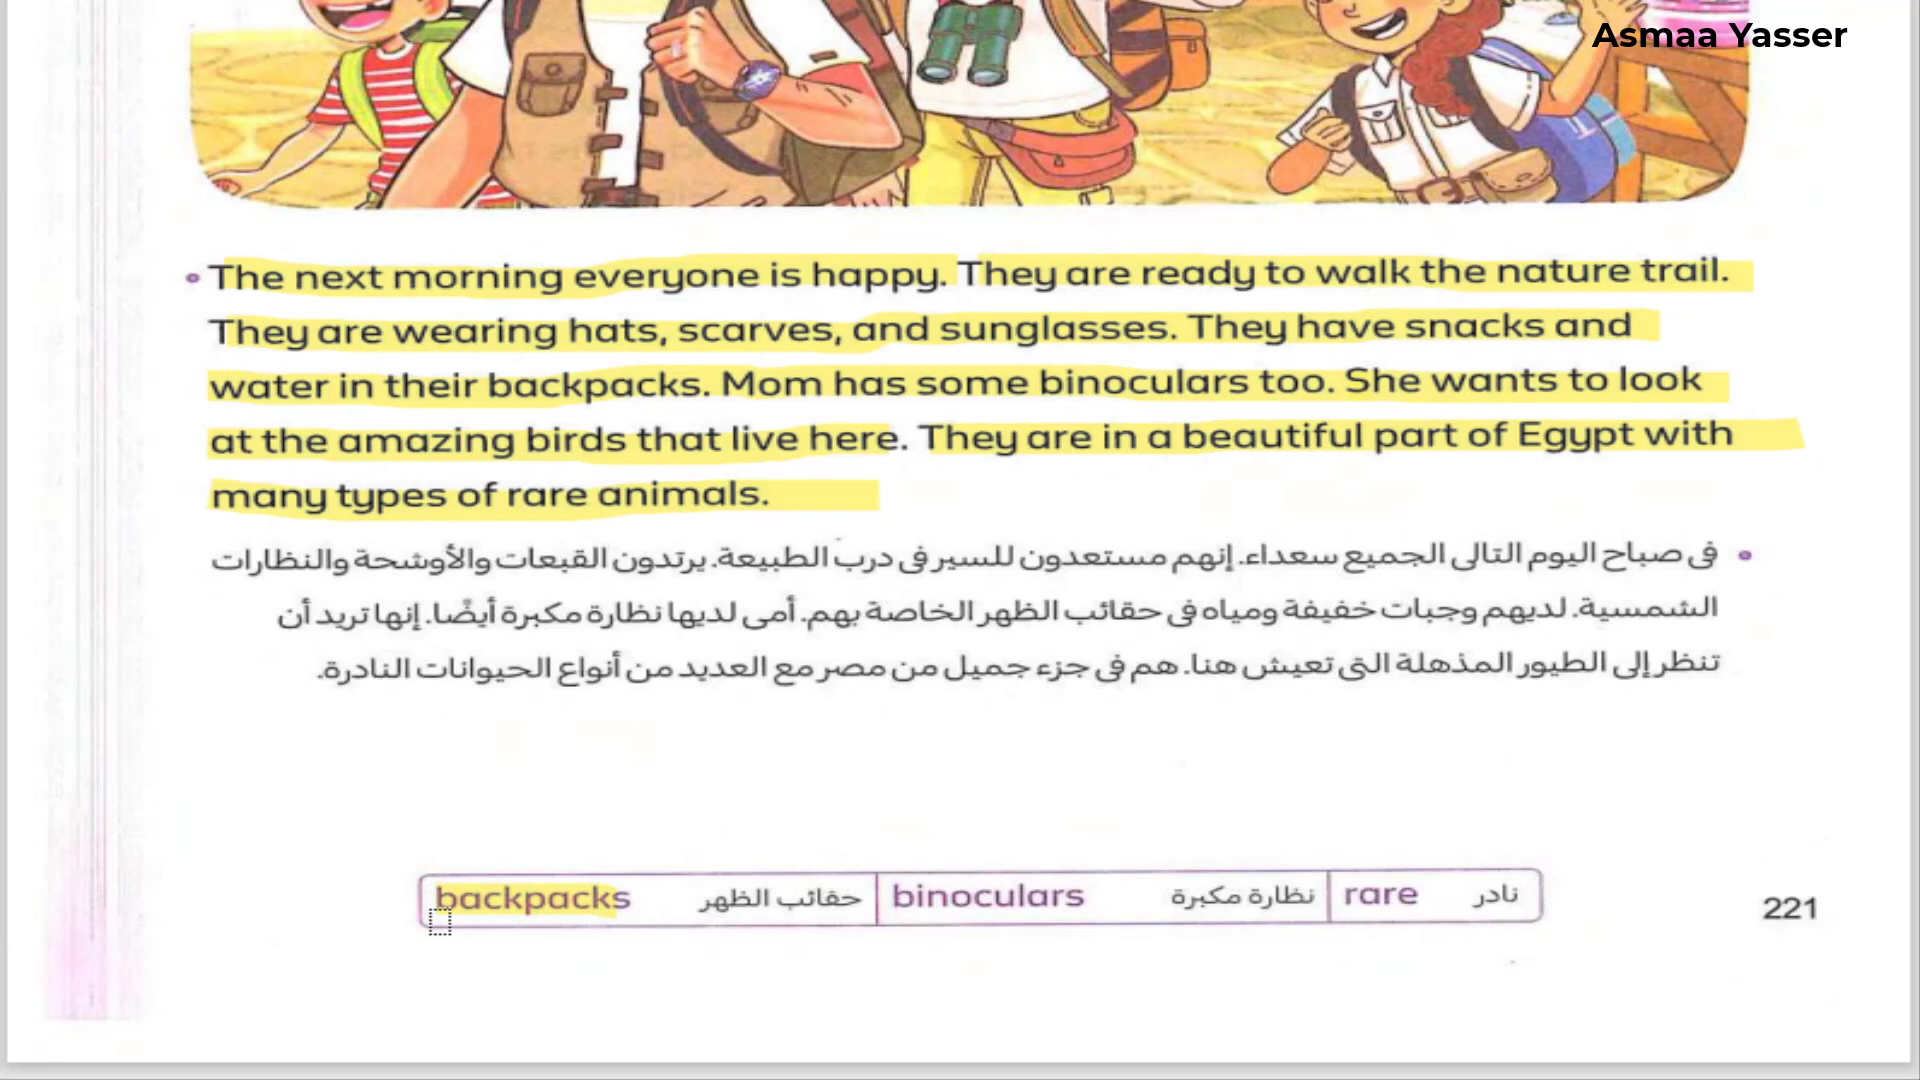 Asmaa Yasser
The next morning everyone is happy. They are ready to walk the nature trail.
They are wearing hats, scarves, and sunglasses. They have snacks and
water in their backpacks. Mom has some binoculars too. She wants to look
at the amazing birds that live here. They are in a beautiful part of Egypt with
many types of rare animals.
فى صباح اليوم التالى الجميع سعداء. إنهم مستعدون للسير فى درب الطبيعة. يرتدون القبعات والأوشحة والنظارات
الشمسية. لديهم وجبات خفيفة ومياه فى حقائب الظهر الخاصة بهم. أمى لديها نظارة مكبرة أيضًا. إنها تريد أن
تنظر إلى الطيور المذهلة التى تعيش هنا. هم فى جزء جميل من مصر مع العديد من أنواع الحيوانات النادرة.
backpacks حقائب الظهر binoculars نظارة مكبرة rare نادر
221